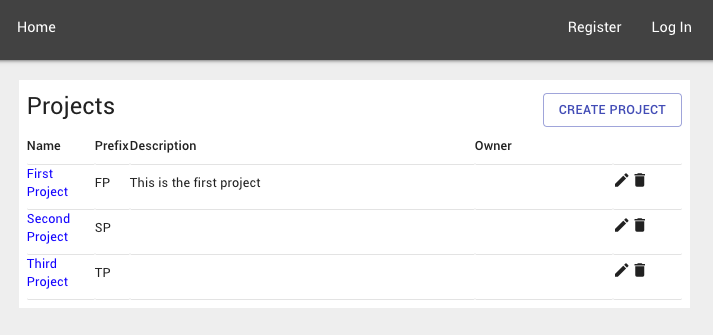 Home Register Log In
Projects CREATE PROJECT
Name Prefix Description Owner
First
Project
FP This is the first project
Second
Project
SP
Third
Project
TP